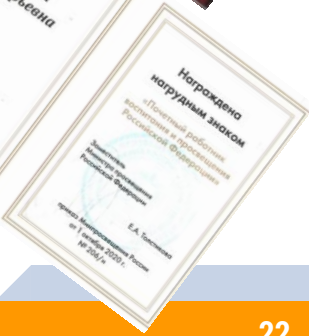 рьевна
Награждена
нагрудным знаком
«Почетный работник
воспитания и просвещения
Российской Федерации»
Заместитель
Министра просвещения
Российской Федерации
Е.А. Толстикова
приказ Минпросвещения России
от 1 октября 2020 г.
№ 206/н
22